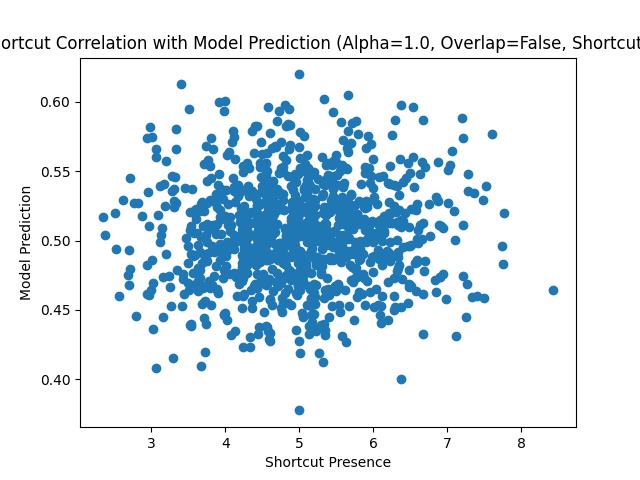 ortcut Correlation with Model Prediction (Alpha=1.0, Overlap=False, Shortcut
0.60
0.55
0.50
0.45
0.40
Model Prediction
3 4 5 6 7 8
Shortcut Presence